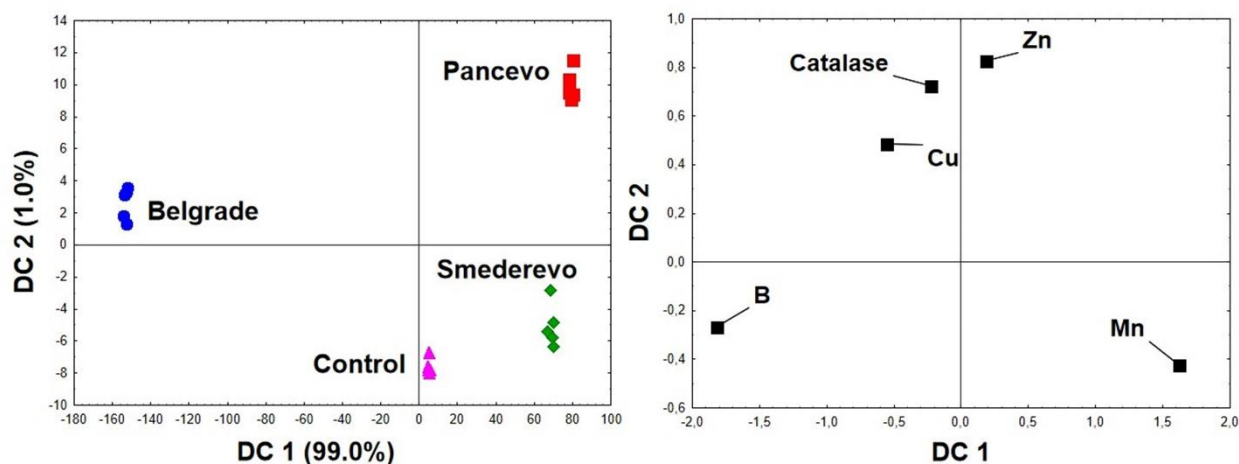 14
12
10
8
6
4
2
0
-2
-4
-6
-8
-10
DC 2 (1.0%)
Pancevo
Belgrade
Smederevo
Control
-180 -160 -140 -120 -100 -80 -60 -40 -20 0 20 40 60 80 100
DC 1 (99.0%)
1,0
0,8
0,6
0,4
0,2
0,0
-0,2
-0,4
-0,6
DC 2
Zn
Catalase
Cu
B
Mn
-2,0 -1,5 -1,0 -0,5 0,0 0,5 1,0 1,5 2,0
DC 1